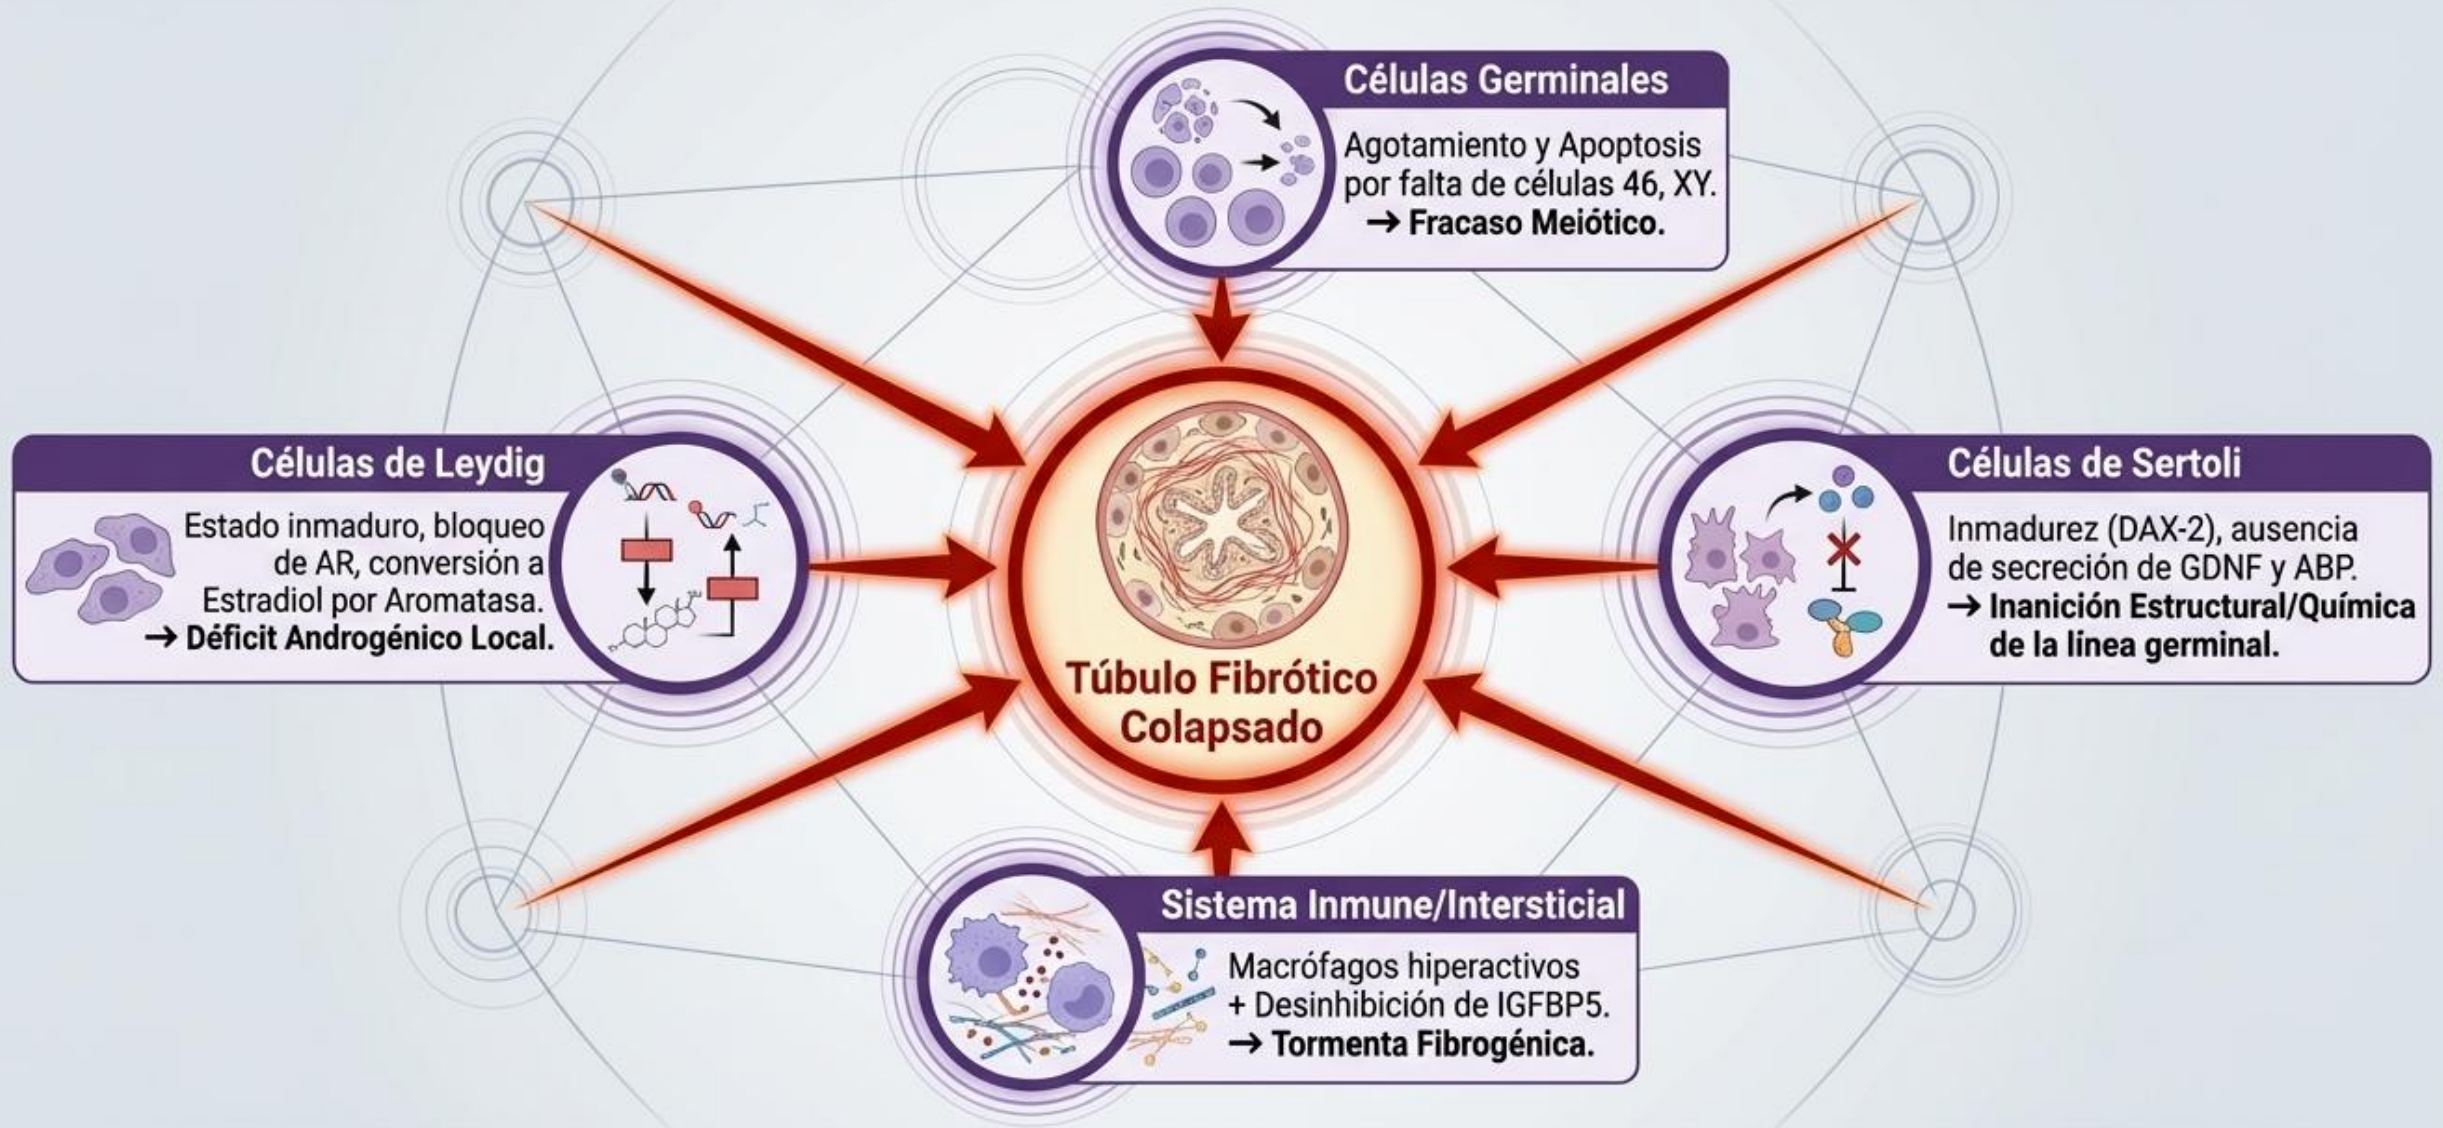 Células Germinales
Agotamiento y Apoptosis
por falta de células 46, XY.
→ Fracaso Meiótico.
Células de Leydig
Estado inmaduro, bloqueo
de AR, conversión a
Estradiol por Aromatasa.
→ Déficit Androgénico Local.
Túbulo Fibrótico
Colapsado
Células de Sertoli
Inmadurez (DAX-2), ausencia
de secreción de GDNF y ABP.
→ Inanición Estructural/Química
de la línea germinal.
Sistema Inmune/Intersticial
Macrófagos hiperactivos
+ Desinhibición de IGFBP5.
→ Tormenta Fibrogénica.